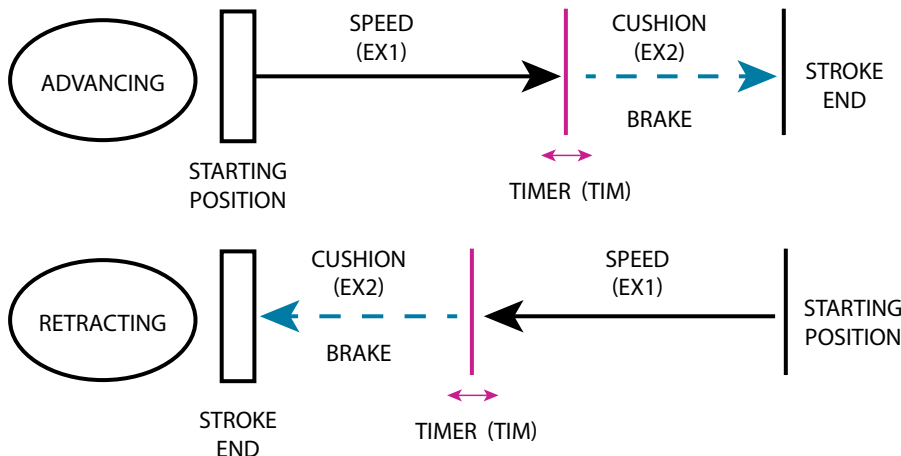 ADVANCING
STARTING
POSITION
SPEED
(EX1)
TIMER (TIM)
CUSHION
(EX2)
BRAKE
STROKE
END
RETRACTING
STROKE
END
CUSHION
(EX2)
BRAKE
TIMER (TIM)
SPEED
(EX1)
STARTING
POSITION